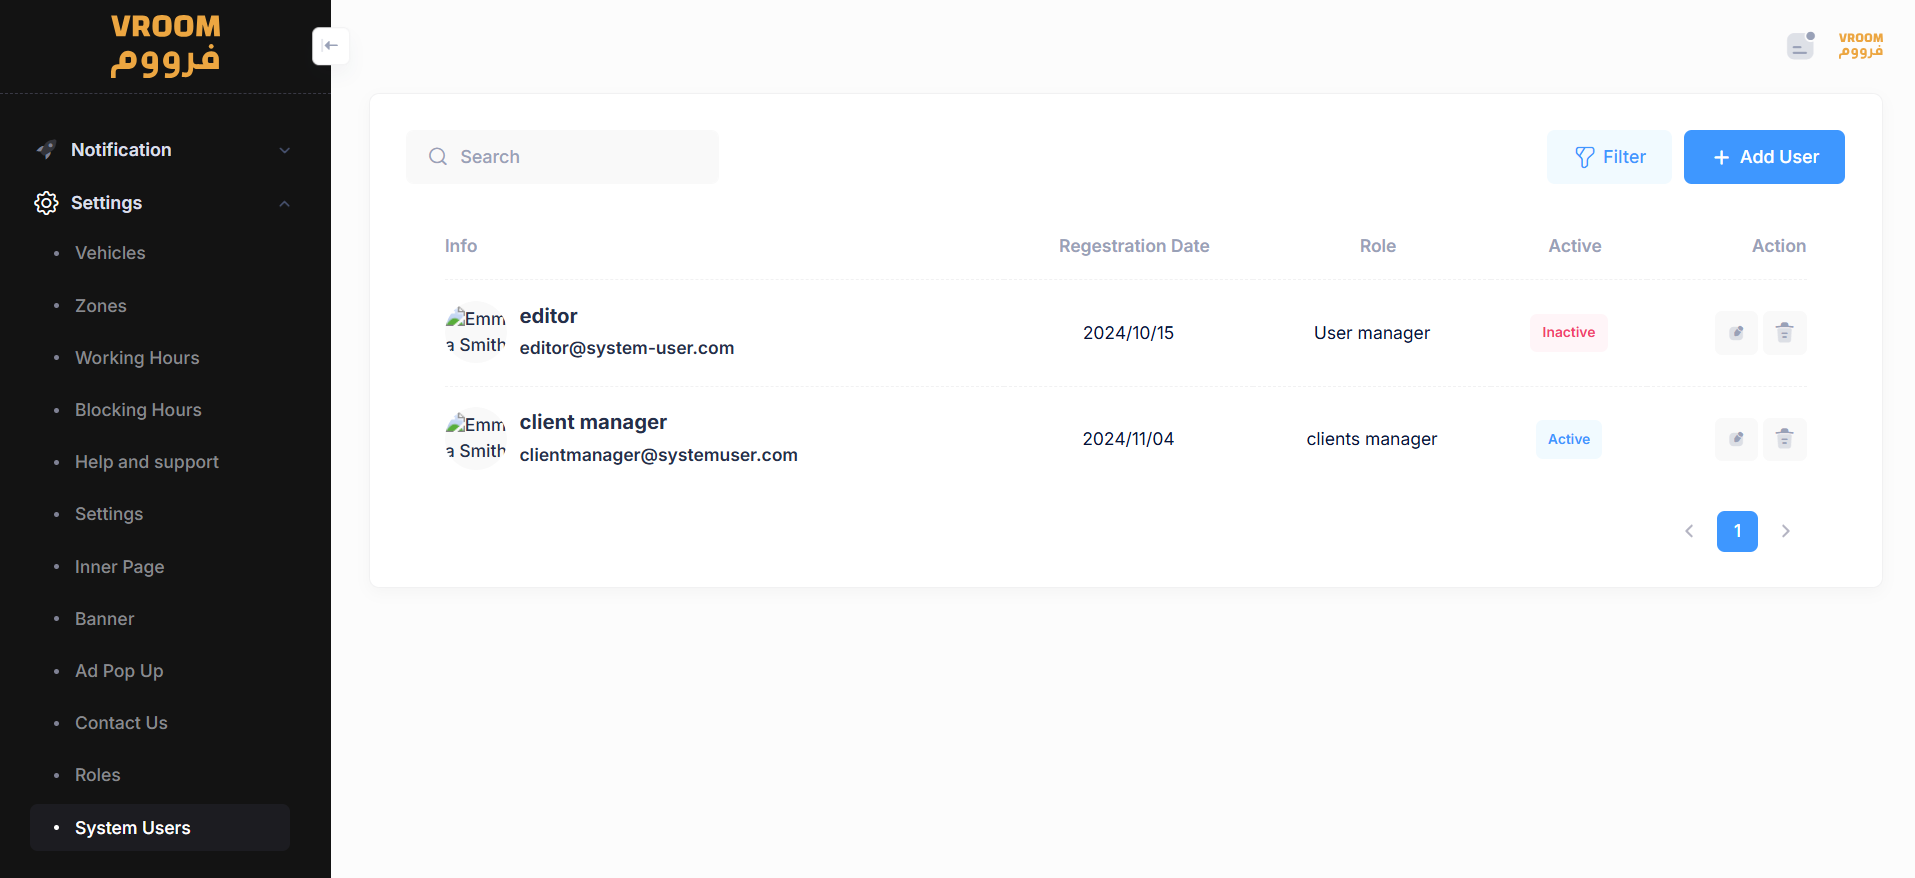 VROOM
فرووم
VROOM
فرووم
Notification
Settings
Vehicles
Zones
Working Hours
Blocking Hours
Help and support
Settings
Inner Page
Banner
Ad Pop Up
Contact Us
Roles
System Users
Search
Filter
+ Add User
Info Regestration Date Role Active Action
Emm
a Smith
editor
editor@system-user.com
2024/10/15
User manager
Inactive
Emm
a Smith
client manager
clientmanager@systemuser.com
2024/11/04
clients manager
Active
1